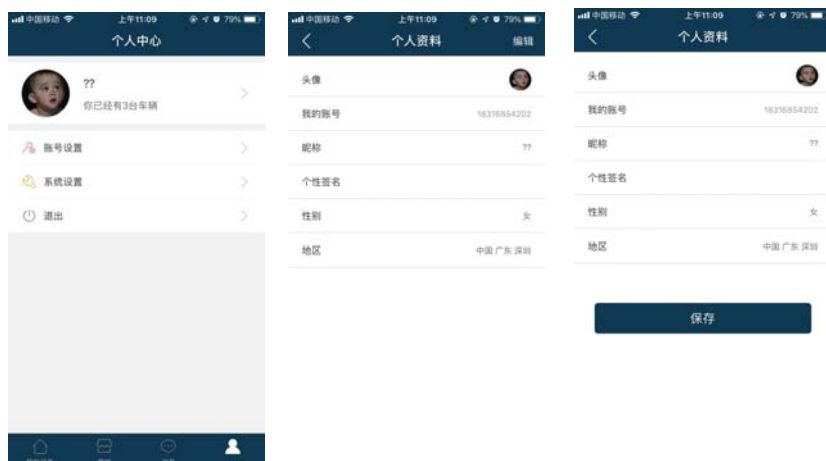 中国移动 上午11:09 79%
个人中心
??
你已经有3台车辆
账号设置
系统设置
退出
中国移动 上午11:09 79%
个人资料 编辑
头像
我的账号 18316854202
昵称 ??
个性签名
性别 女
地区 中国 广东 深圳
中国移动 上午11:09 79%
个人资料
头像
我的账号 18316854202
昵称 ??
个性签名
性别 女
地区 中国 广东 深圳
保存